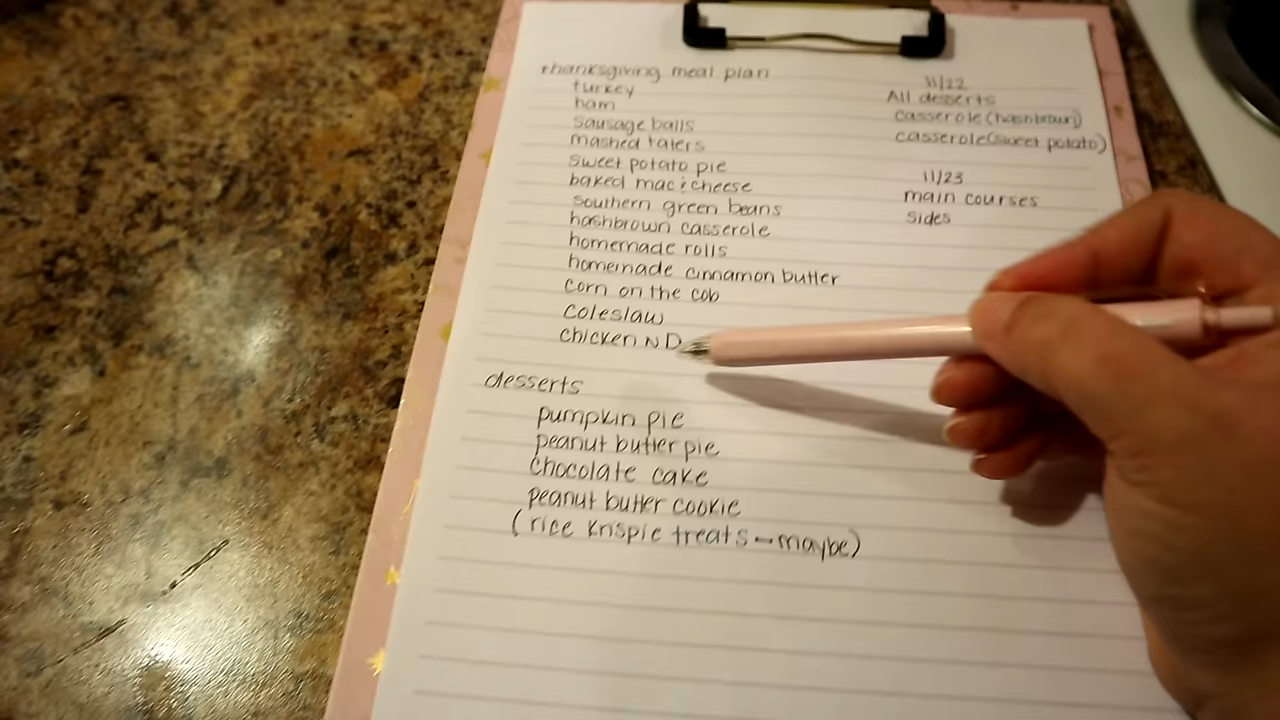 thanksgiving meal plan
turkey
ham
sausage balls
mashed taters
sweet potato pie
baked mac & cheese
southern green beans
hashbrown casserole
homemade rolls
homemade cinnamon butter
corn on the cob
coleslaw
chicken N D
desserts
pumpkin pie
peanut butter pie
chocolate cake
peanut butter cookie
(rice krispie treats - maybe)
11/22
All desserts
casserole (hashbrown)
casserole (sweet potato)
11/23
main courses
sides